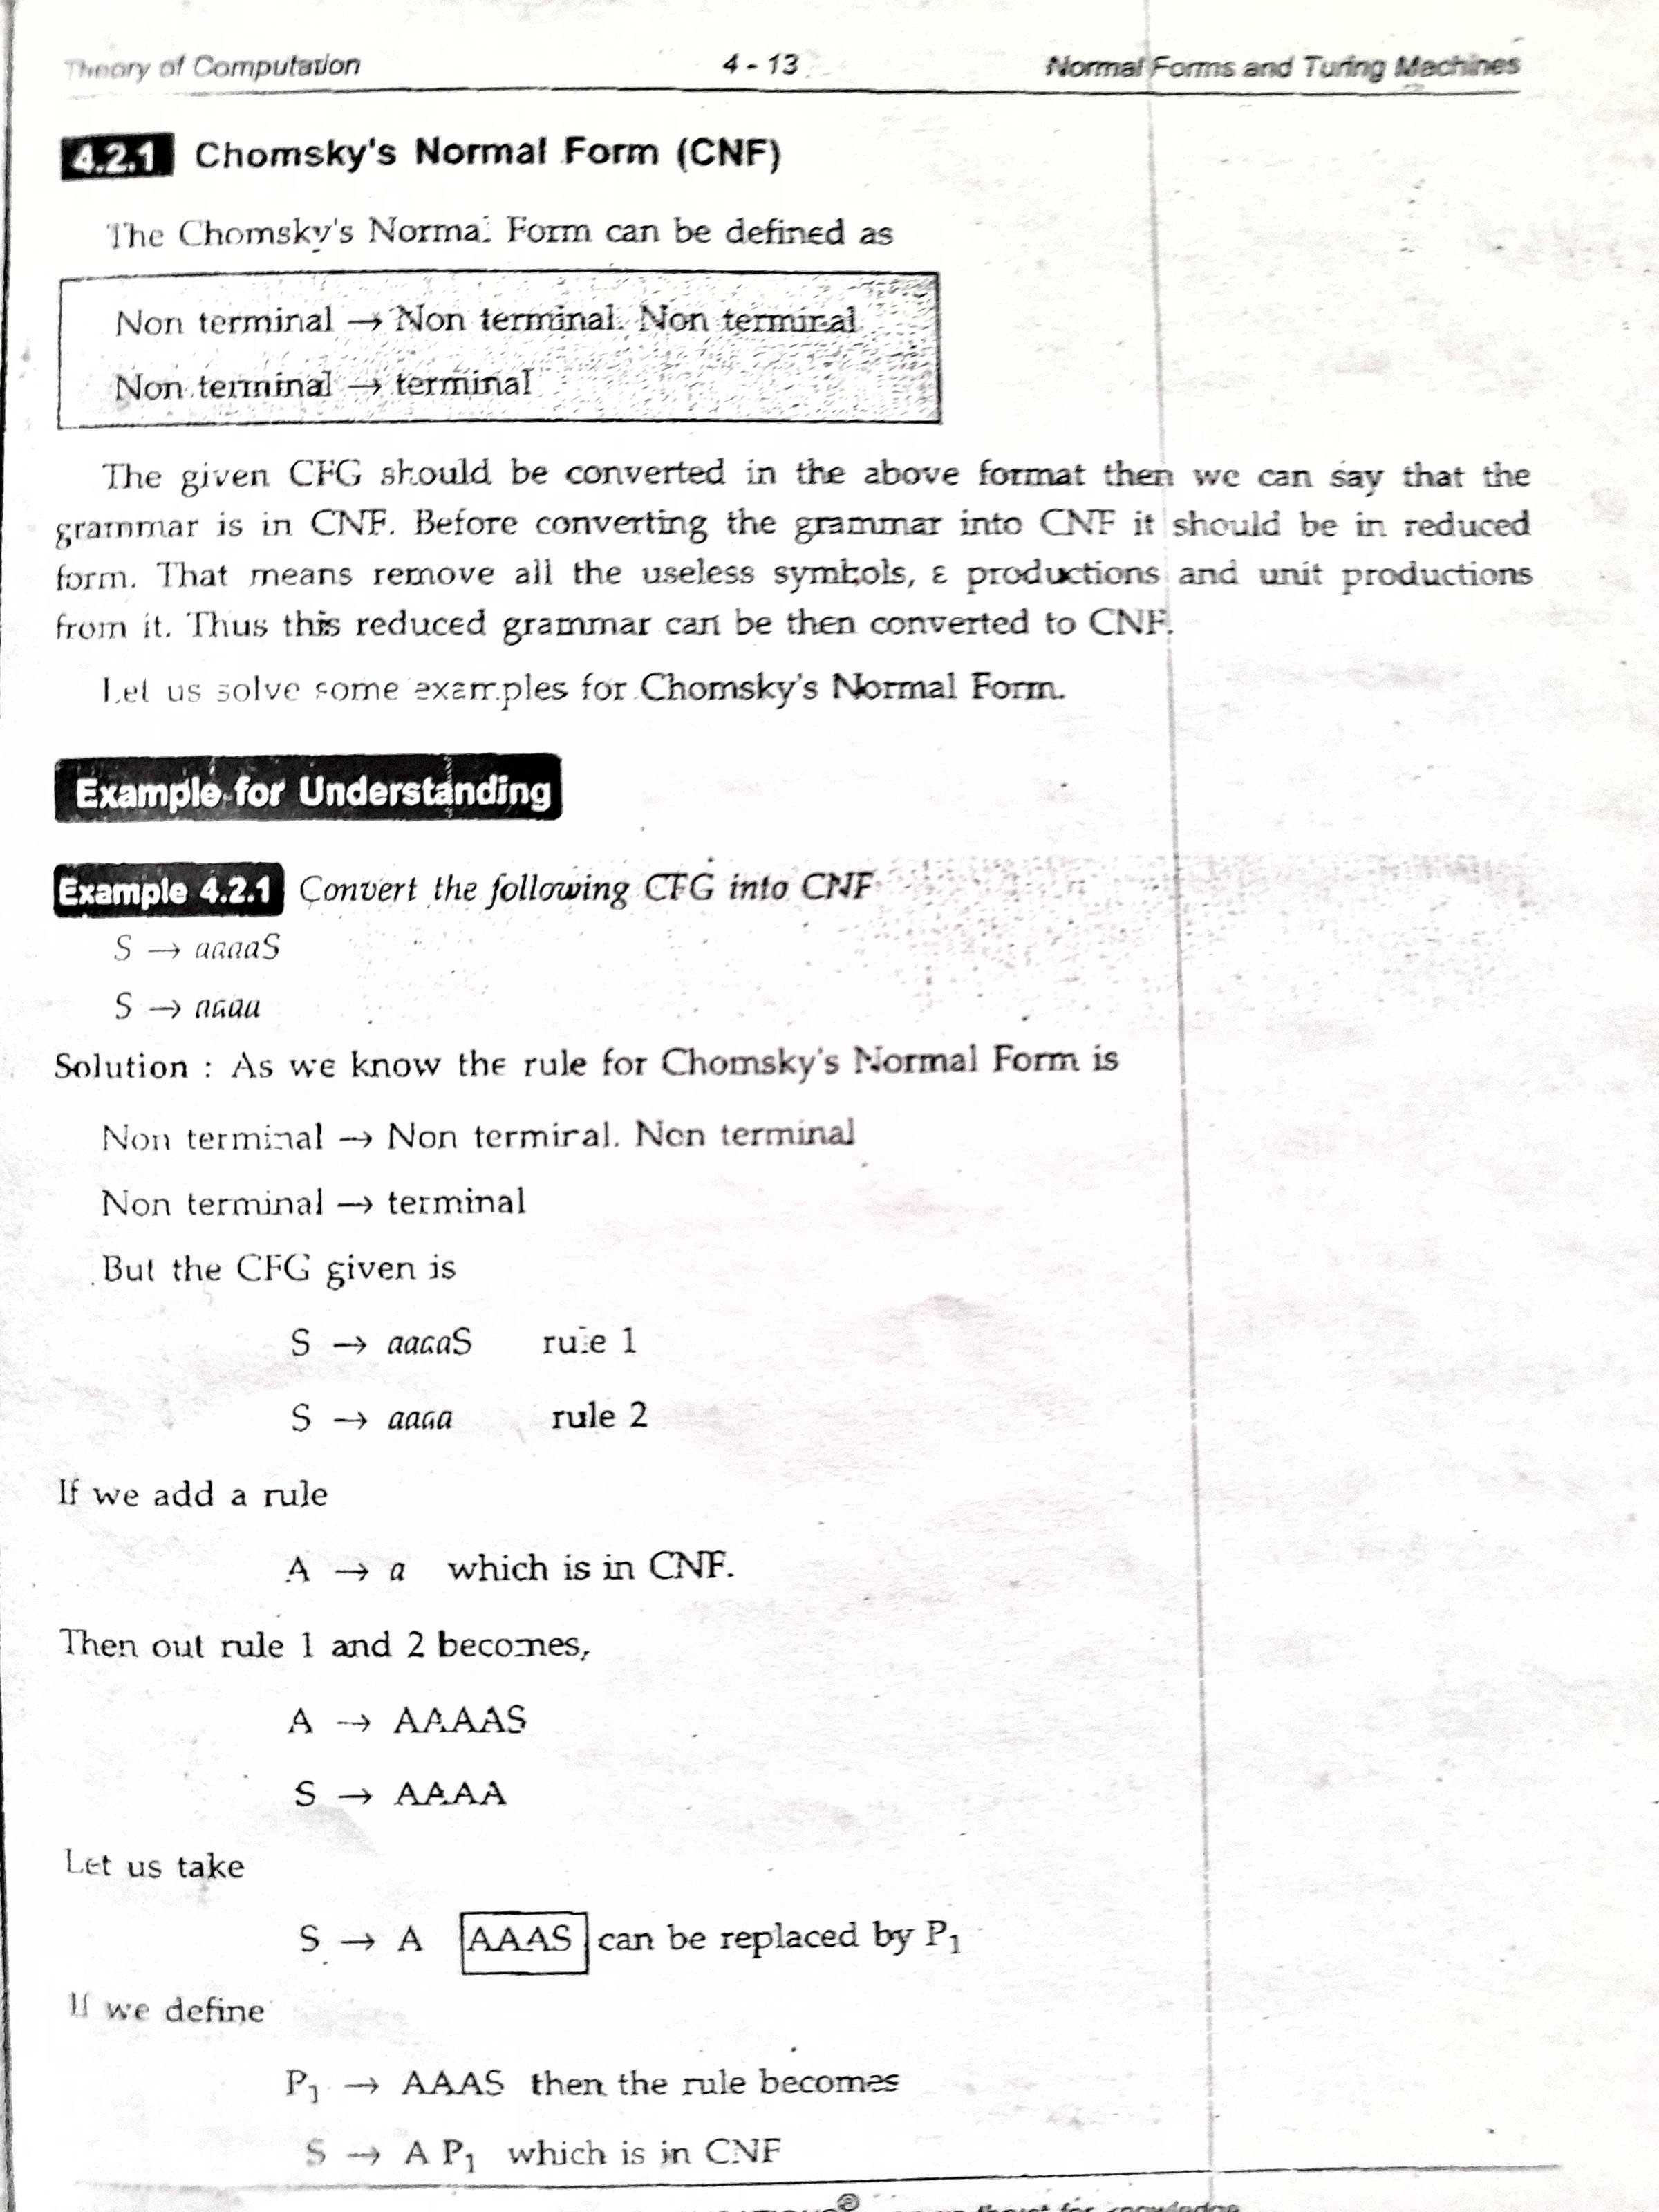 Theory of Computation 4 - 13 Normal Forms and Turing Machines
4.2.1 Chomsky's Normal Form (CNF)
The Chomsky's Normal Form can be defined as
Non terminal → Non terminal. Non terminal
Non terminal → terminal
The given CFG should be converted in the above format then we can say that the
grammar is in CNF. Before converting the grammar into CNF it should be in reduced
form. That means remove all the useless symbols, ε productions and unit productions
from it. Thus this reduced grammar can be then converted to CNF.
Let us solve some examples for Chomsky's Normal Form.
Example for Understanding
Example 4.2.1 Convert the following CFG into CNF
S → aaaaS
S → aaaa
Solution : As we know the rule for Chomsky's Normal Form is
Non terminal → Non terminal. Non terminal
Non terminal → terminal
But the CFG given is
S → aaaaS rule 1
S → aaaa rule 2
If we add a rule
A → a which is in CNF.
Then out rule 1 and 2 becomes,
A → AAAAS
S → AAAA
Let us take
S → A AAAS can be replaced by P₁
If we define
P₁ → AAAS then the rule becomes
S → A P₁ which is in CNF